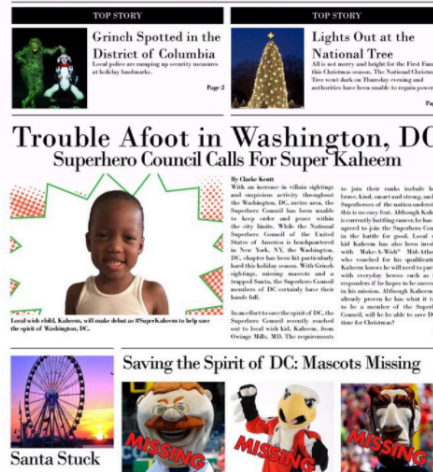 TOP STORY
Grinch Spotted in the
District of Columbia
Local police are ramping up security measures
at holiday landmarks.
Page 2
TOP STORY
Lights Out at the
National Tree
All is not merry and bright for the First Fam
this Christmas season. The National Christm
Tree went dark on Thursday evening and
authorities have been unable to regain power
Pa
Trouble Afoot in Washington, DC
Superhero Council Calls For Super Kaheem
By Clarke Kentt
With an increase in villain sightings
and suspicious activity throughout
the Washington, DC, metro area, the
Superhero Council has been unable
to keep order and peace within
the city limits. While the National
Superhero Council of the United
States of America is headquartered
in New York, NY, the Washington,
DC, chapter has been hit particularly
hard this holiday season. With Grinch
sightings, missing mascots and a
trapped Santa, the Superhero Council
members of DC certainly have their
hands full.
In an effort to save the spirit of DC, the
Superhero Council recently reached
out to local wish kid, Kaheem, from
Owings Mills, MD. The requirements
to join their ranks include b
brave, kind, smart and strong, and
Superheroes of the nation underst
this is no easy feat. Although Kah
is currently battling cancer, he has
agreed to join the Superhero Cou
in the battle for good. Local w
kid Kaheem has also been invit
with Make-A-Wish® Mid-Atla
who vouched for his qualificati
Kaheem knows he will need to par
with everyday heroes such as
responders if he hopes to be succes
in his mission. Although Kaheem
already proven he has what it t
to be a member of the Superh
Council, will he be able to save D
time for Christmas?
Local wish child, Kaheem, will make debut as #SuperKaheem to help save
the spirit of Washington, DC.
Santa Stuck
Saving the Spirit of DC: Mascots Missing
MISSING
MISSING
MISSING